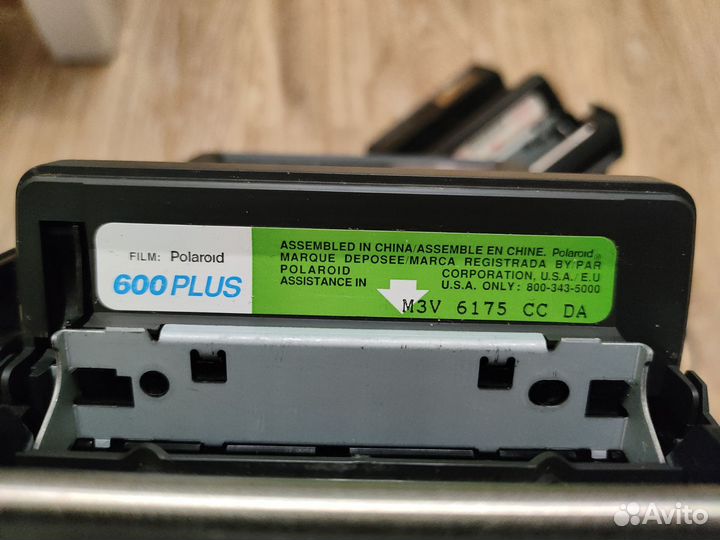 FILM: Polaroid
600 PLUS
ASSEMBLED IN CHINA/ASSEMBLE EN CHINE. Polaroid®
MARQUE DEPOSEE/MARCA REGISTRADA BY/PAR
POLAROID CORPORATION, U.S.A./E.U
ASSISTANCE IN U.S.A. ONLY: 800-343-5000
M3V 6175 CC DA
Avito